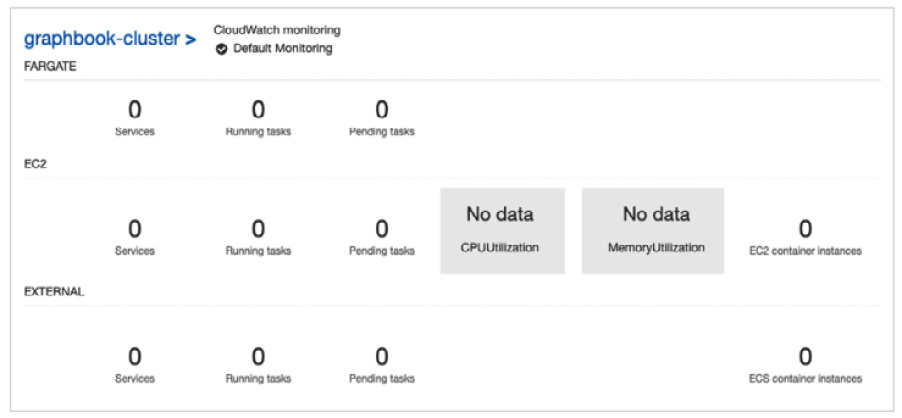 graphbook-cluster >
CloudWatch monitoring
Default Monitoring
FARGATE
0 0 0
Services Running tasks Pending tasks
EC2
No data No data
0 0 0 0
Services Running tasks Pending tasks CPUUtilization MemoryUtilization EC2 container instances
EXTERNAL
0 0 0 0
Services Running tasks Pending tasks ECS container instances